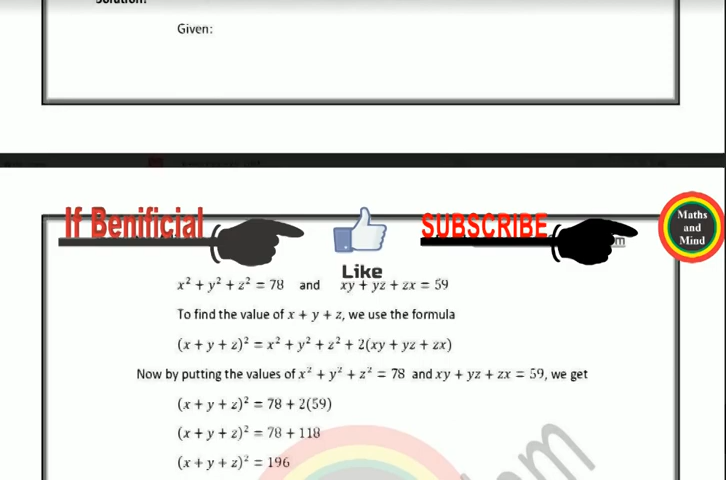 Solution:
Given:
If Benificial
SUBSCRIBE
Maths
and
Mind
m
Like
x² + y² + z² = 78 and xy + yz + zx = 59
To find the value of x + y + z, we use the formula
(x + y + z)² = x² + y² + z² + 2(xy + yz + zx)
Now by putting the values of x² + y² + z² = 78 and xy + yz + zx = 59, we get
(x + y + z)² = 78 + 2(59)
(x + y + z)² = 78 + 118
(x + y + z)² = 196